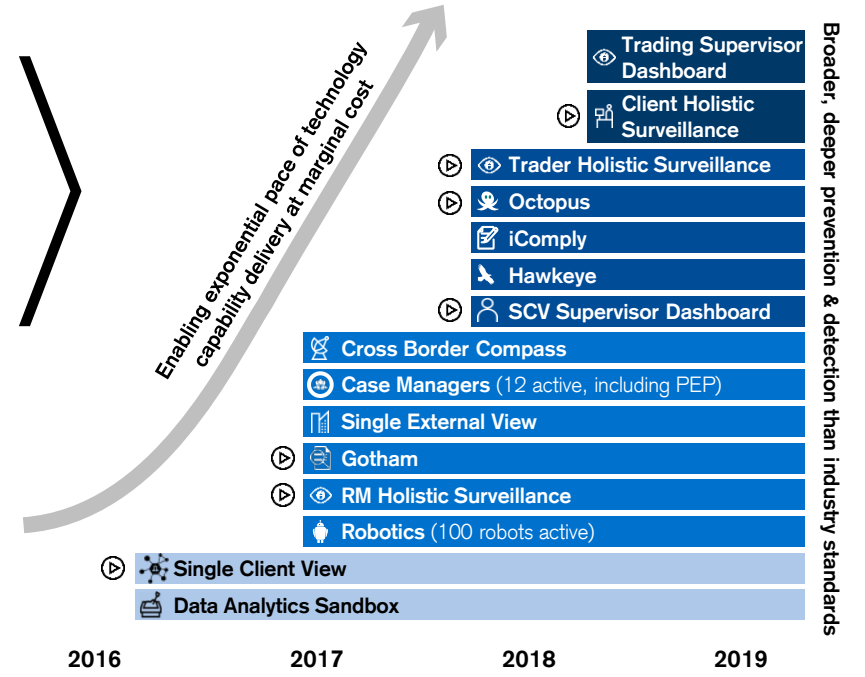 Enabling exponential pace of technology
capability delivery at marginal cost
Trading Supervisor
Dashboard
Client Holistic
Surveillance
Trader Holistic Surveillance
Octopus
iComply
Hawkeye
SCV Supervisor Dashboard
Cross Border Compass
Case Managers (12 active, including PEP)
Single External View
Gotham
RM Holistic Surveillance
Robotics (100 robots active)
Single Client View
Data Analytics Sandbox
Broader, deeper prevention & detection than industry standards
2016 2017 2018 2019